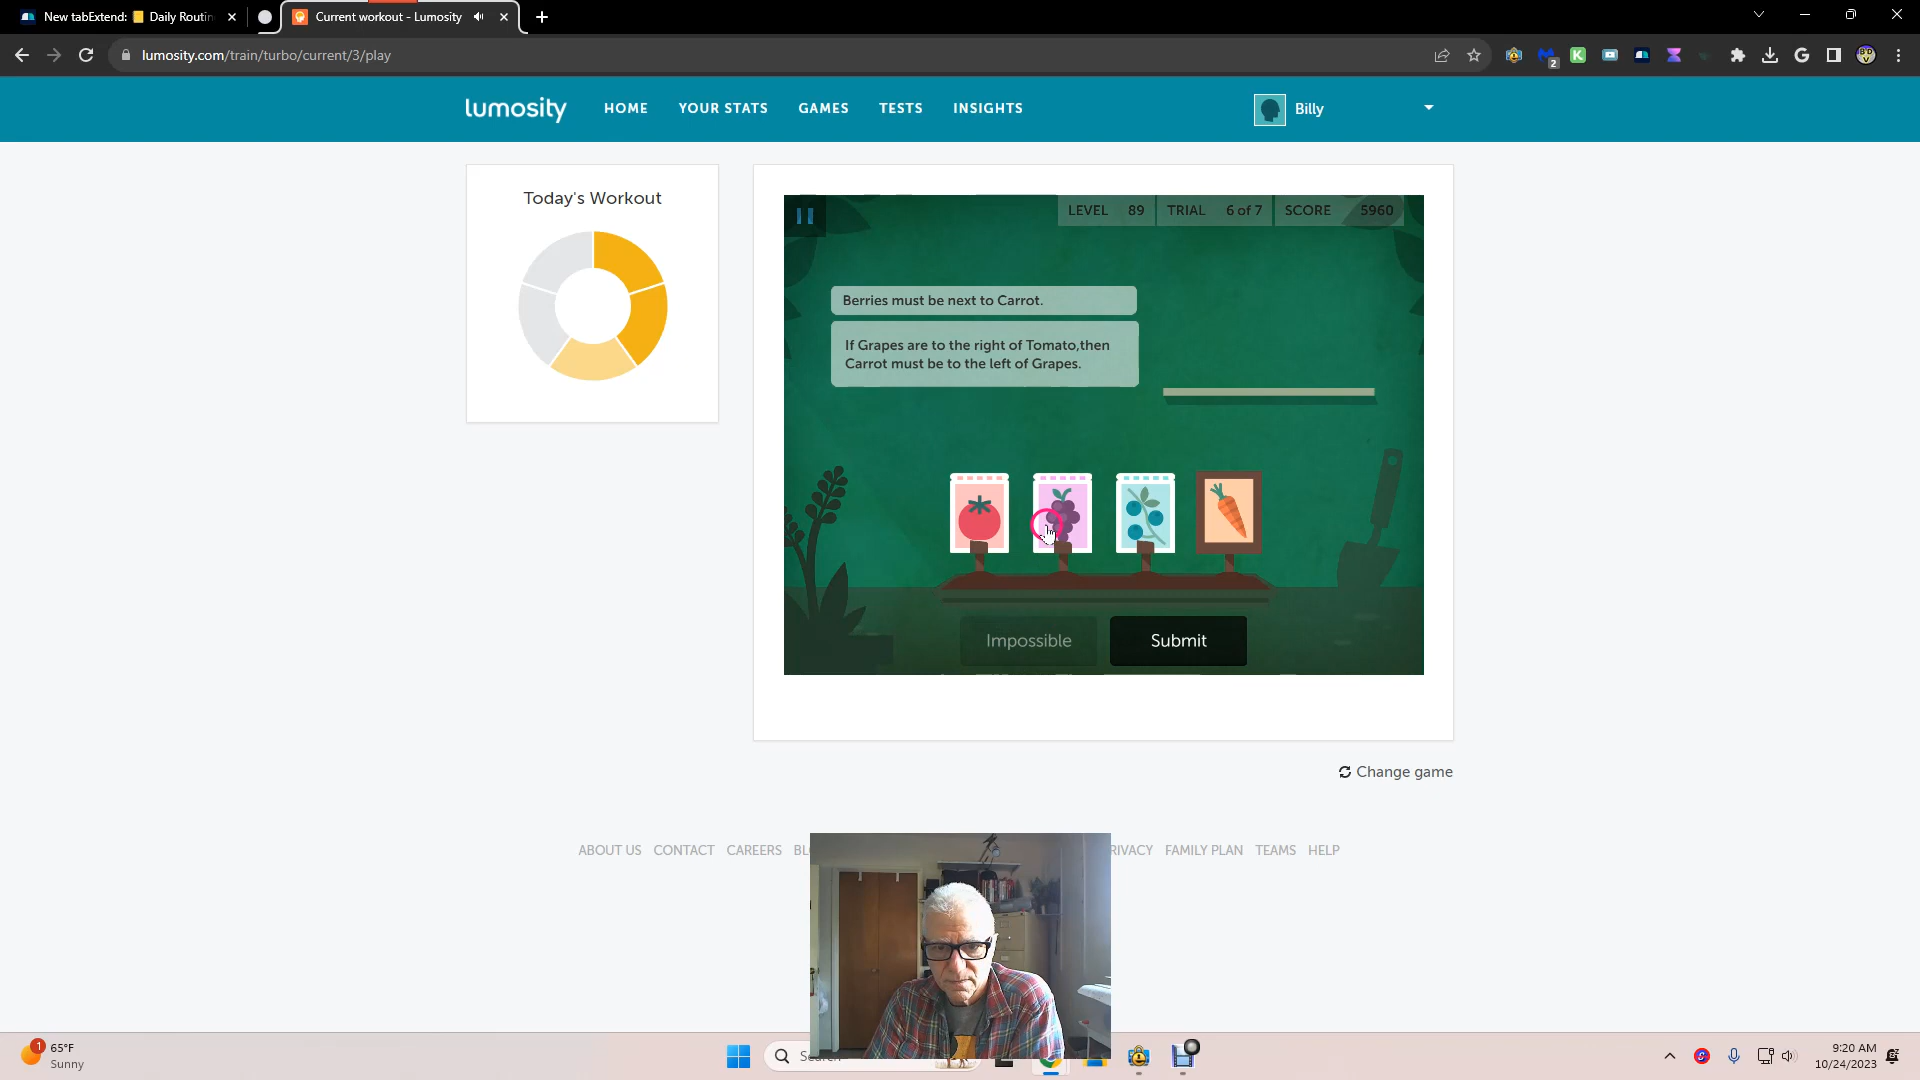 New tabExtend: Daily Routin
Current workout - Lumosity
lumosity.com/train/turbo/current/3/play
2
lumosity
HOME
YOUR STATS
GAMES
TESTS
INSIGHTS
Billy
Today's Workout
LEVEL 89
TRIAL 6 of 7
SCORE 5960
Berries must be next to Carrot.
If Grapes are to the right of Tomato,then
Carrot must be to the left of Grapes.
Impossible
Submit
Change game
ABOUT US
CONTACT
CAREERS
FAMILY PLAN
TEAMS
HELP
1
65°F
Sunny
9:20 AM
10/24/2023